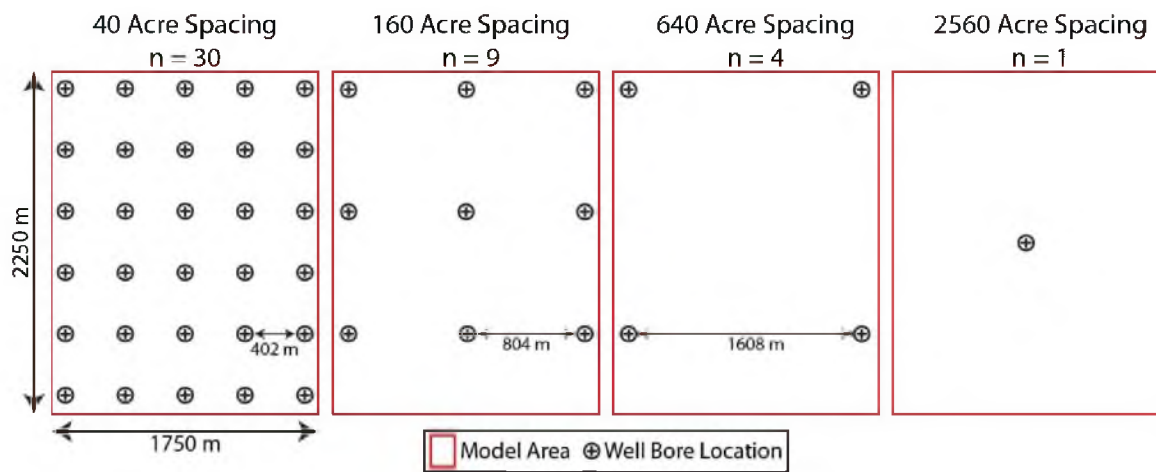 40 Acre Spacing
n = 30
160 Acre Spacing
n = 9
640 Acre Spacing
n = 4
2560 Acre Spacing
n = 1
2250 m
402 m
804 m
1608 m
1750 m
Model Area
Well Bore Location